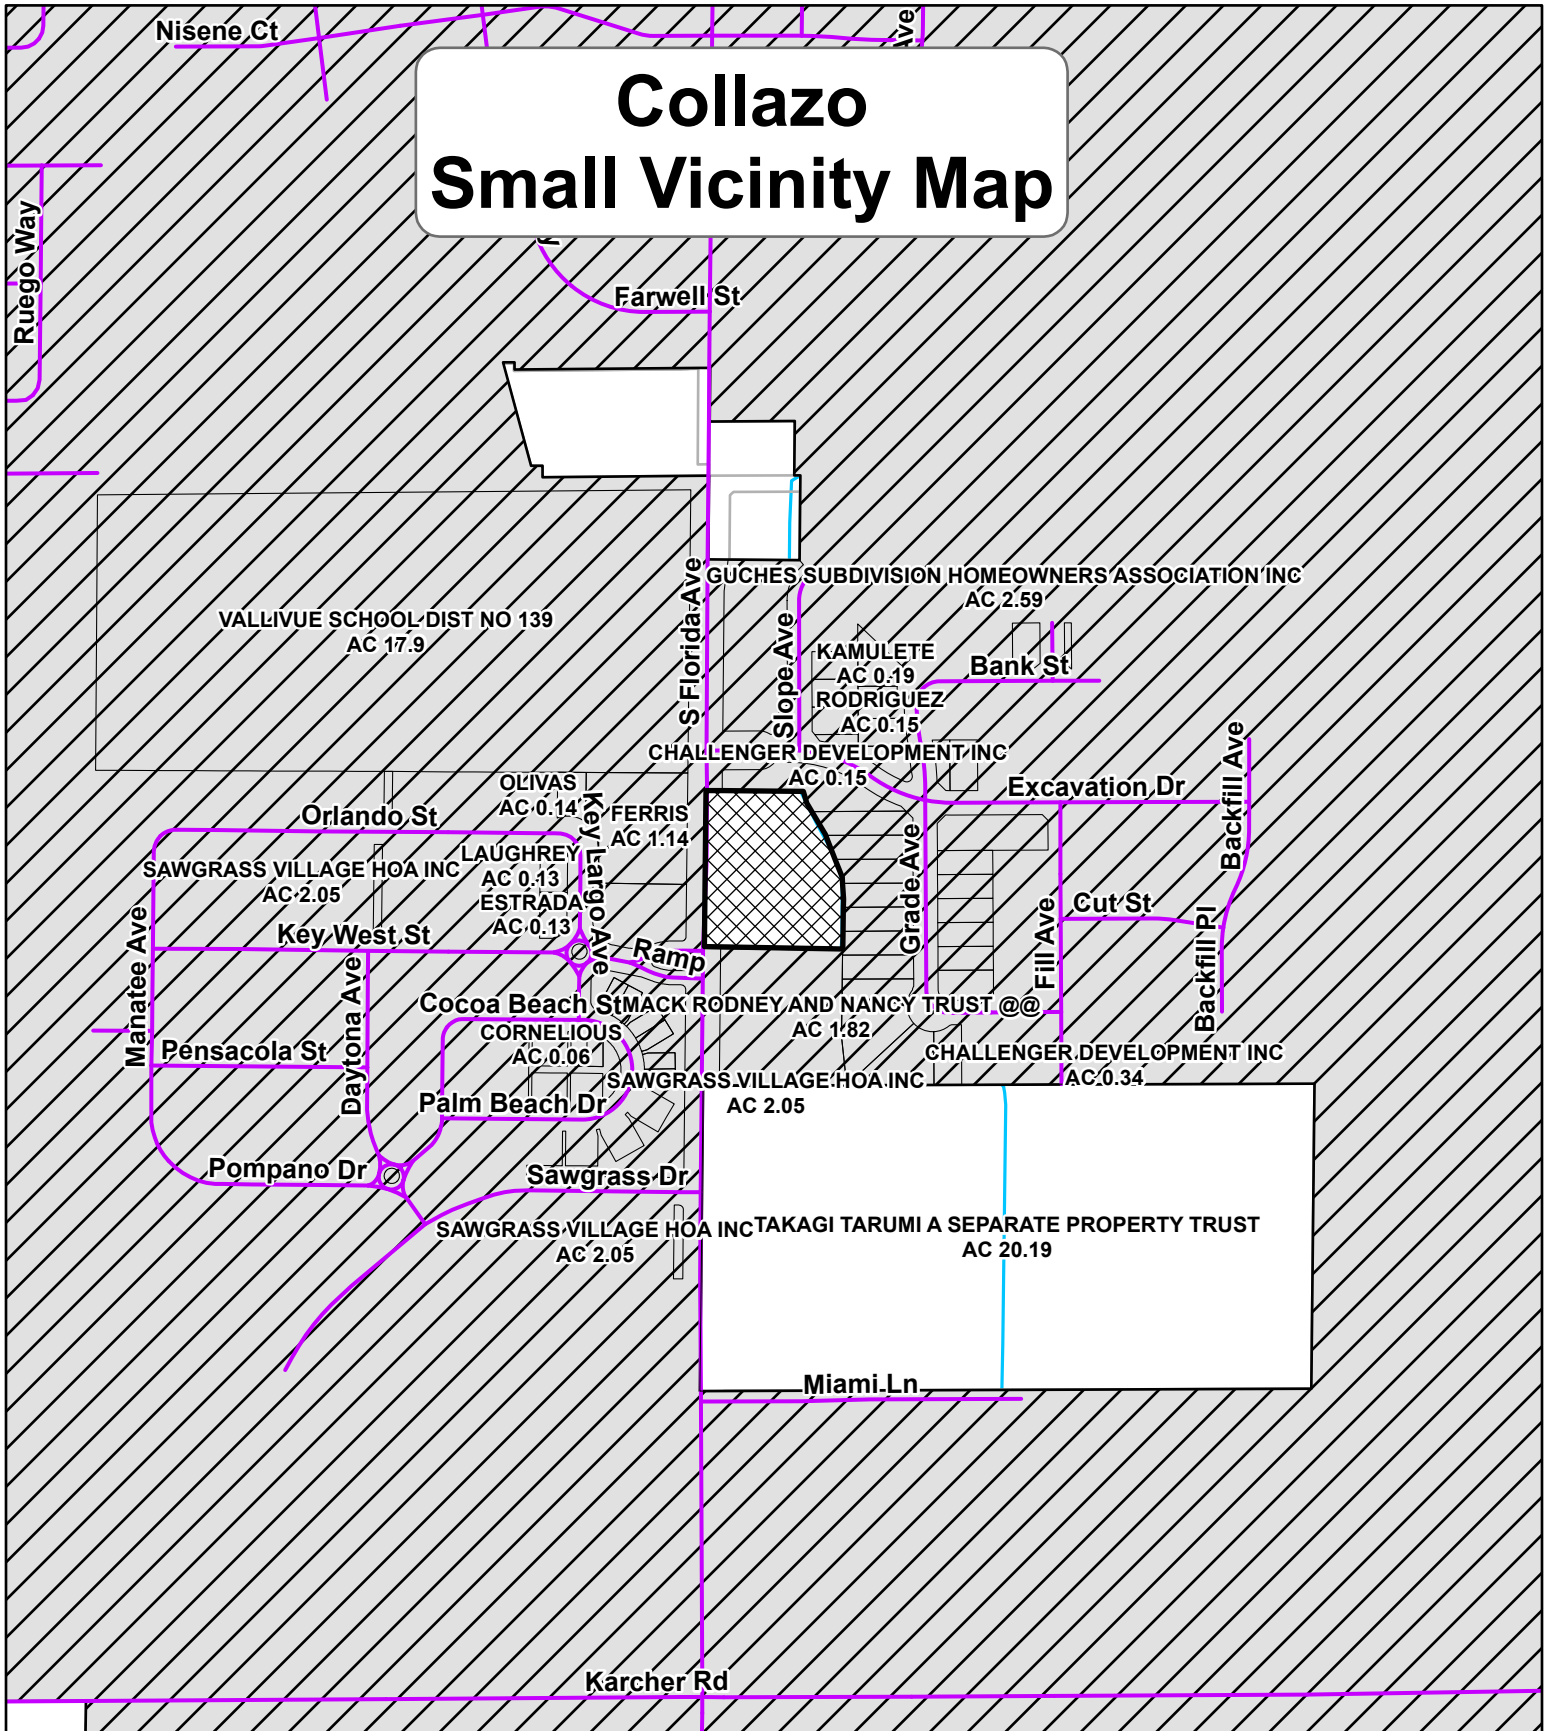 Nisene Ct
Ave
Collazo
Small Vicinity Map
Ruego Way
Farwell St
GUCHES SUBDIVISION HOMEOWNERS ASSOCIATION INC
AC 2.59
S Florida Ave
VALLIVUE SCHOOL DIST NO 139
AC 17.9
Slope Ave
KAMULETE
AC 0.19
Bank St
RODRIGUEZ
AC 0.15
CHALLENGER DEVELOPMENT INC
AC 0.15
Backfill Ave
OLIVAS
AC 0.14
Excavation Dr
Key Largo Ave
FERRIS
AC 1.14
Orlando St
LAUGHREY
AC 0.13
SAWGRASS VILLAGE HOA INC
AC 2.05
Grade Ave
ESTRADA
AC 0.13
Fill Ave
Cut St
Manatee Ave
Key West St
Backfill Pl
Ramp
Daytona Ave
Cocoa Beach St
MACK RODNEY AND NANCY TRUST @@
AC 1.82
CORNELIOUS
AC 0.06
Pensacola St
CHALLENGER DEVELOPMENT INC
AC 0.34
SAWGRASS VILLAGE HOA INC
AC 2.05
Palm Beach Dr
Pompano Dr
Sawgrass Dr
SAWGRASS VILLAGE HOA INC
AC 2.05
TAKAGI TARUMI A SEPARATE PROPERTY TRUST
AC 20.19
Miami Ln
Karcher Rd